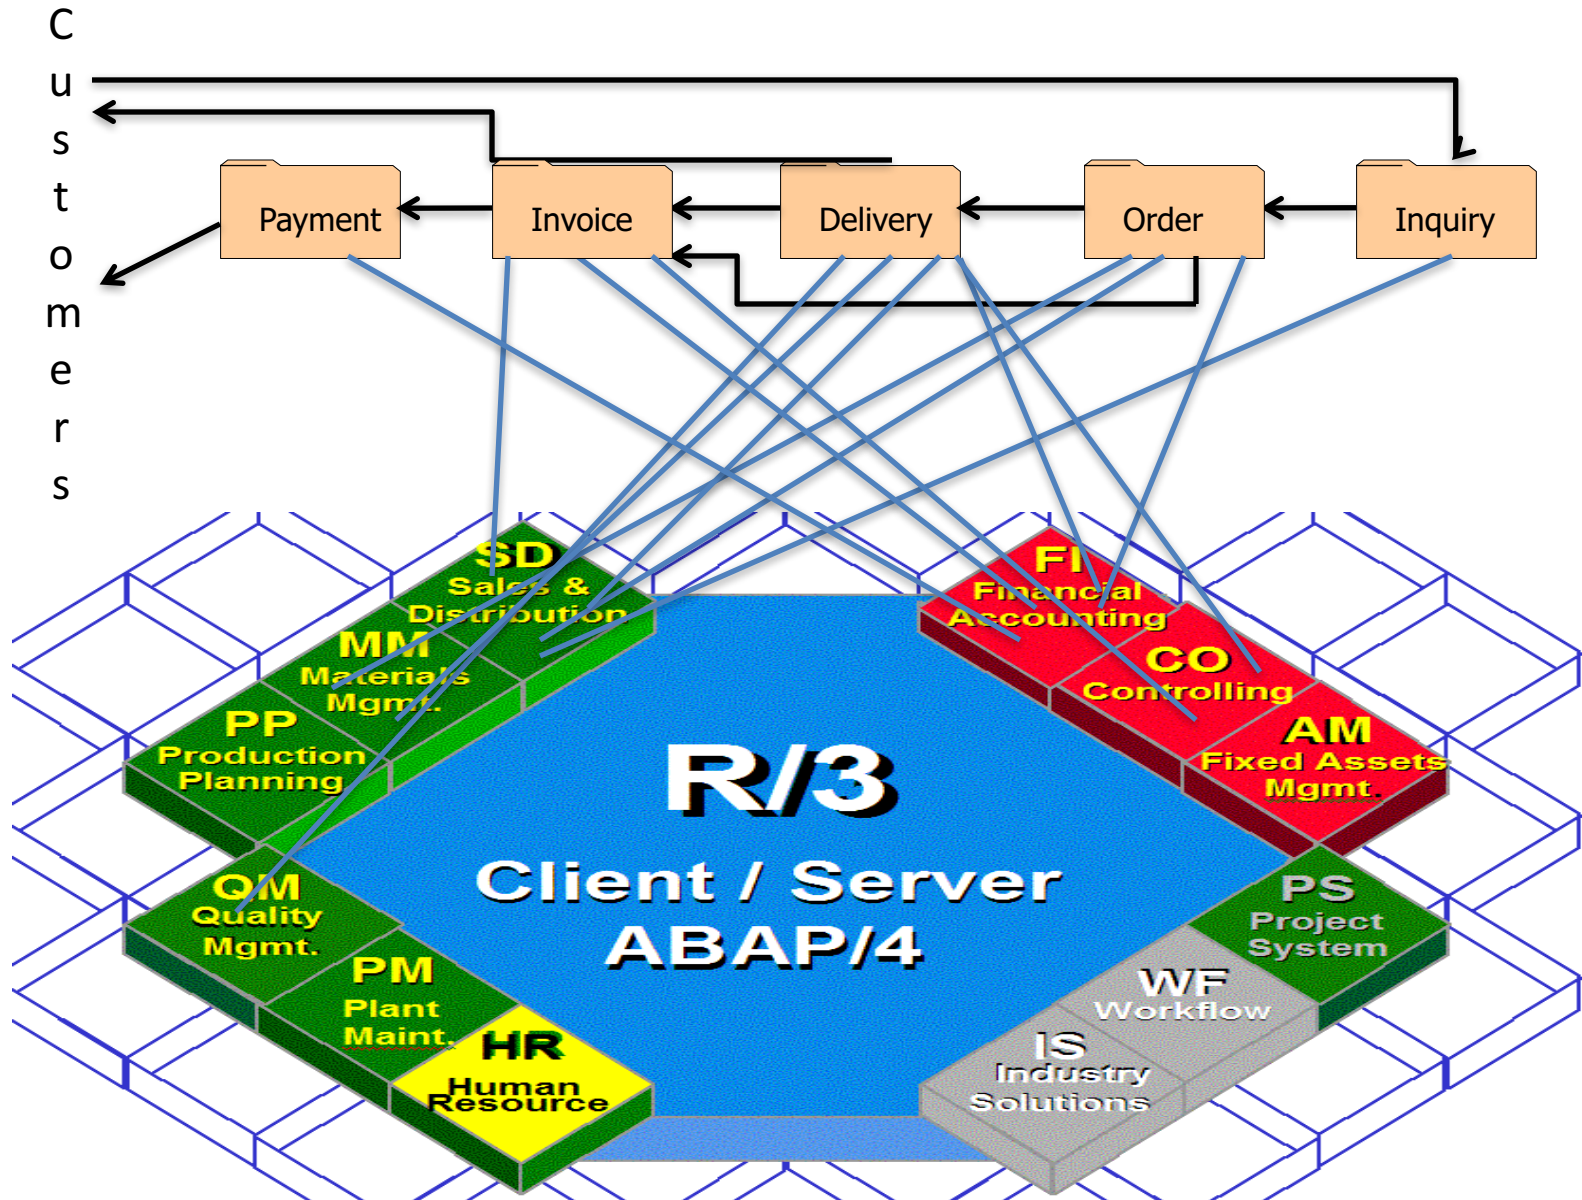 Customers
Payment
Invoice
Delivery
Order
Inquiry
SD
Sales &
Distribution
MM
Materials
Mgmt.
PP
Production
Planning
QM
Quality
Mgmt.
PM
Plant
Maint.
HR
Human
Resource
R/3
Client / Server
ABAP/4
FI
Financial
Accounting
CO
Controlling
AM
Fixed Assets
Mgmt.
PS
Project
System
WF
Workflow
IS
Industry
Solutions